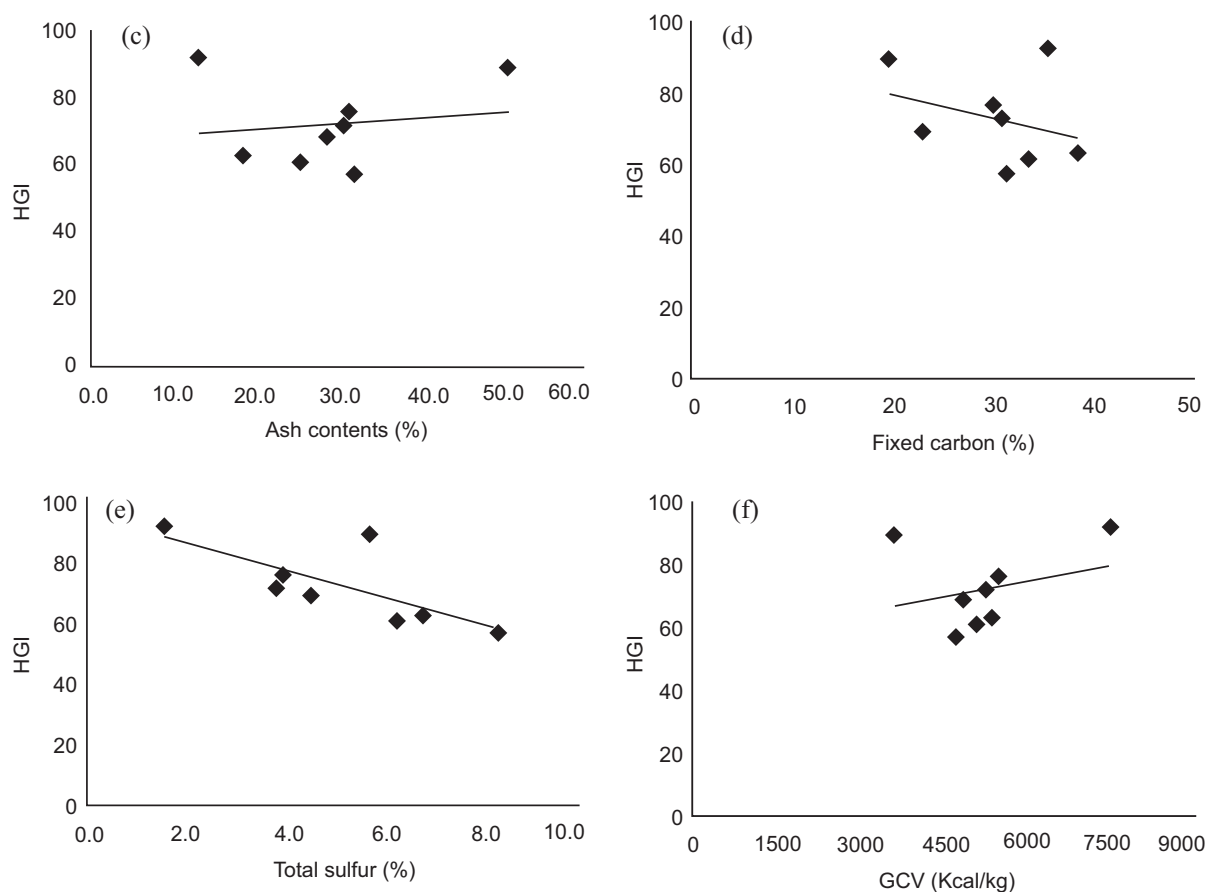 (c)
100
80
60
40
20
0
HGI
0.0 10.0 20.0 30.0 40.0 50.0 60.0
Ash contents (%)
(d)
100
80
60
40
20
0
HGI
0 10 20 30 40 50
Fixed carbon (%)
(e)
100
80
60
40
20
0
HGI
0.0 2.0 4.0 6.0 8.0 10.0
Total sulfur (%)
(f)
100
80
60
40
20
0
HGI
0 1500 3000 4500 6000 7500 9000
GCV (Kcal/kg)